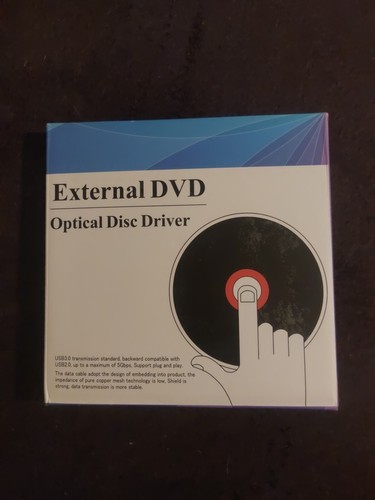 External DVD
Optical Disc Driver
USB3.0 transmission standard, backward compatible with
USB2.0, up to a maximum of 5Gbps, Support plug and play.
The data cable adopt the design of embedding into product, the
impedence of pure copper mesh technology is low, Shield is
strong, data transmission is more stable.